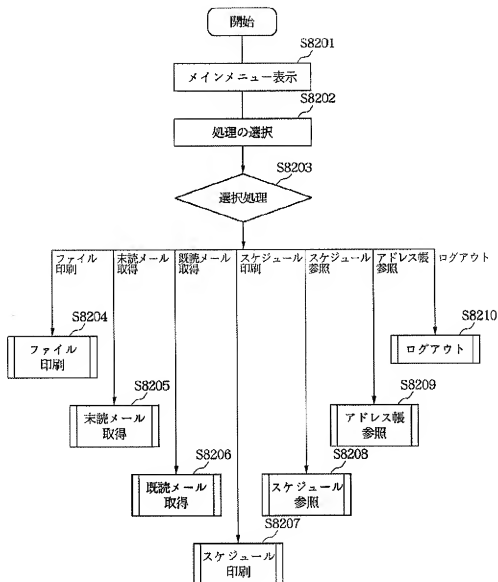 開始
S8201
メインメニュー表示
S8202
処理の選択
S8203
選択処理
ファイル
印刷
末読メール
取得
既読メール
取得
スケジュール
印刷
スケジュール
参照
アドレス帳
参照
ログアウト
S8204
ファイル
印刷
S8210
ログアウト
S8205
末読メール
取得
S8209
アドレス帳
参照
S8206
既読メール
取得
S8208
スケジュール
参照
S8207
スケジュール
印刷